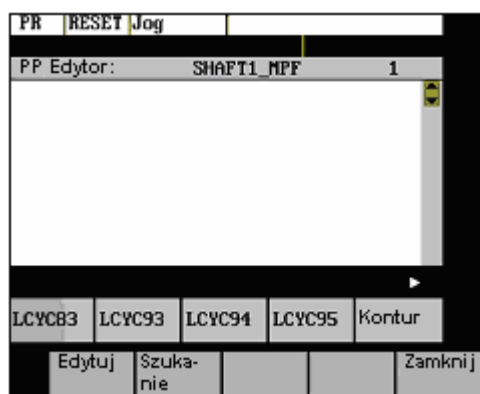 PR RESET Jog
PP Edytor: SHAFT1_MPF 1
LCYC83 LCYC93 LCYC94 LCYC95 Kontur
Edytuj Szuka-
nie Zamknij